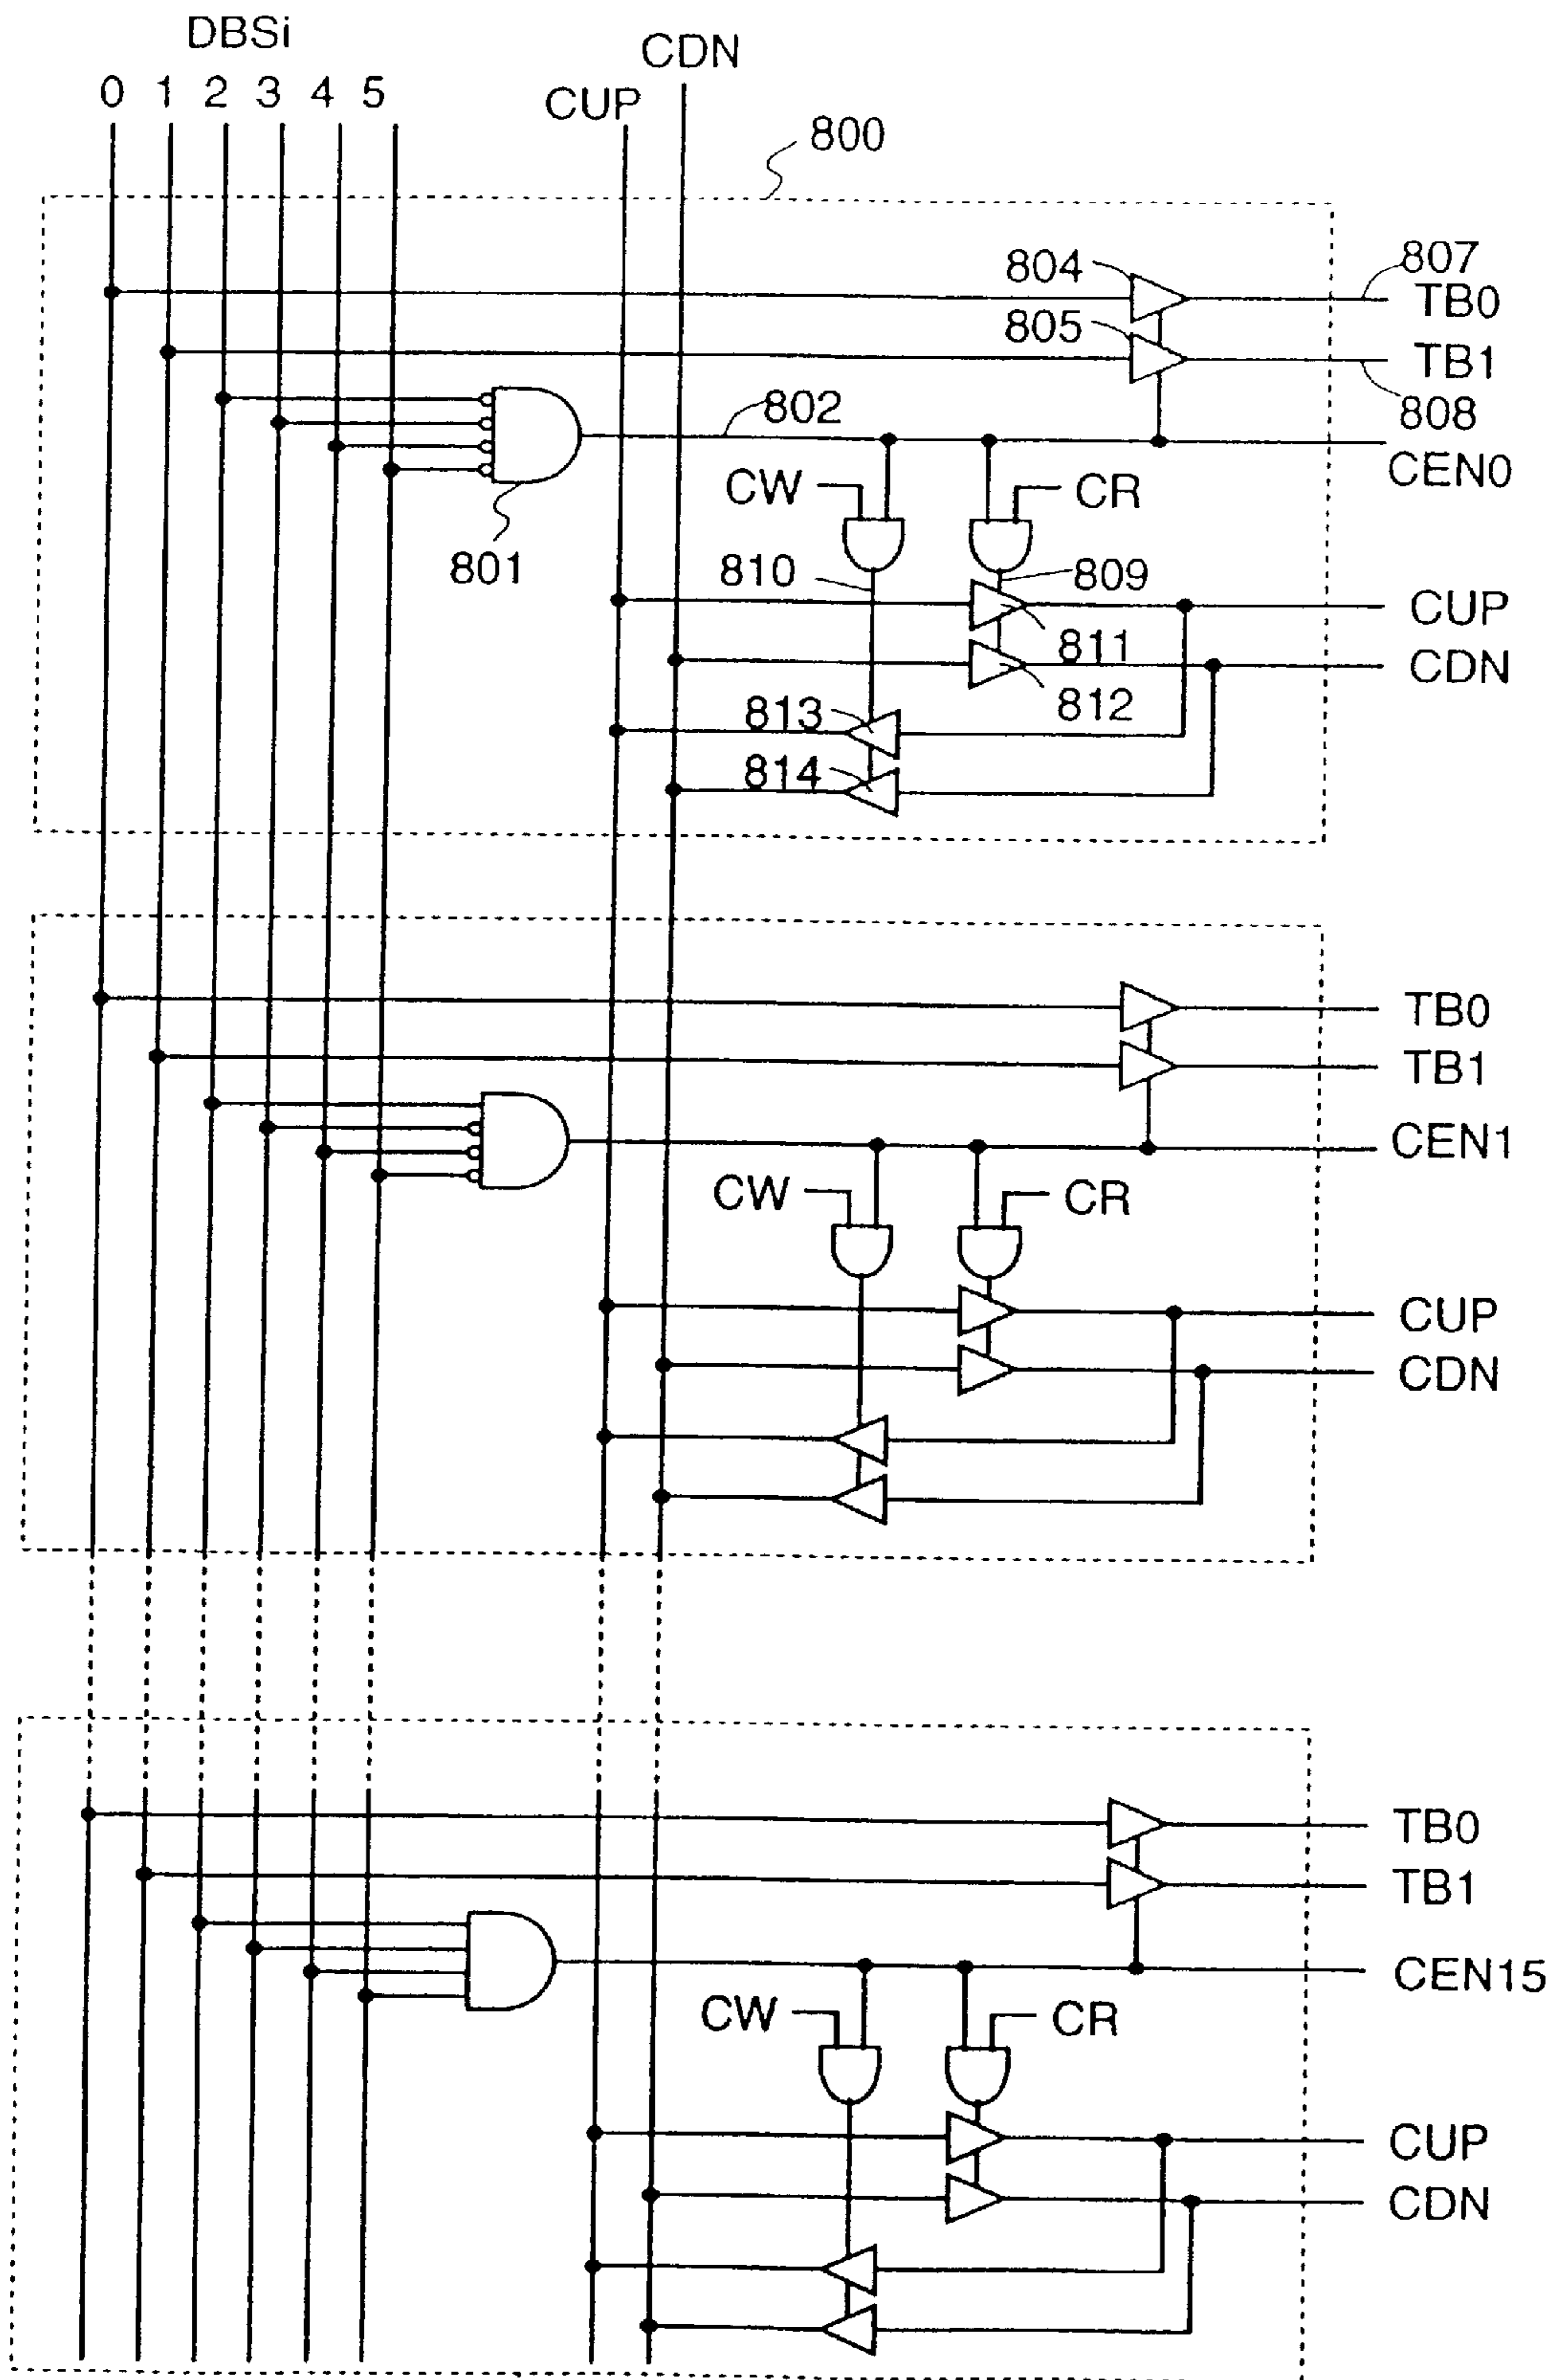 DBSi
CDN
0 1 2 3 4 5
CUP
800
804
807
TB0
805
TB1
808
802
CEN0
CW
CR
801
810
809
CUP
811
CDN
812
813
814
TB0
TB1
CEN1
CW
CR
CUP
CDN
TB0
TB1
CEN15
CW
CR
CUP
CDN